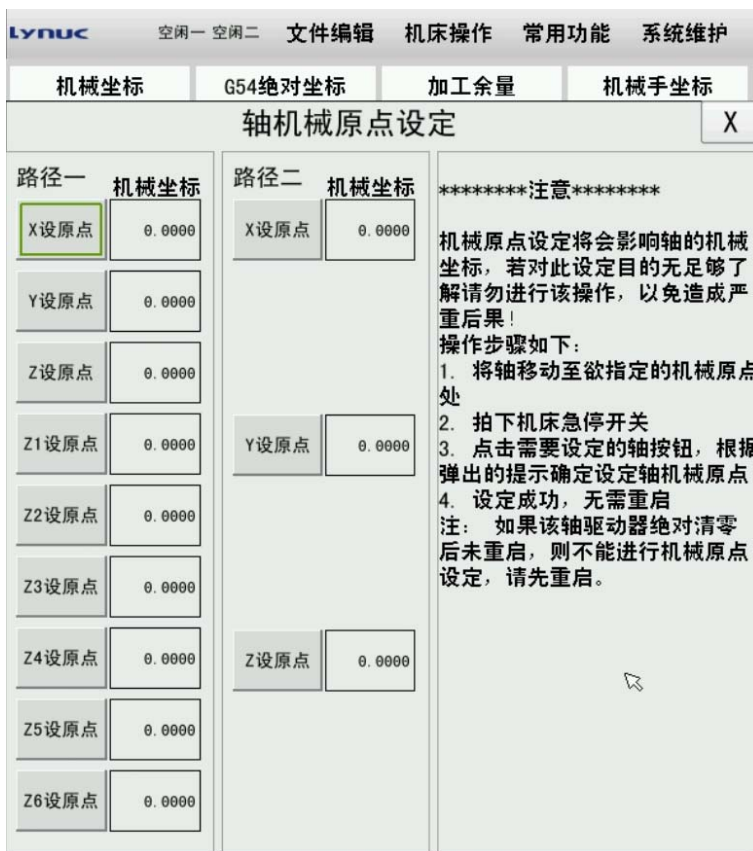 Lynuc 空闲一 空闲二 文件编辑 机床操作 常用功能 系统维护
机械坐标 G54绝对坐标 加工余量 机械手坐标
轴机械原点设定 X
路径一 机械坐标
X设原点 0.0000
Y设原点 0.0000
Z设原点 0.0000
Z1设原点 0.0000
Z2设原点 0.0000
Z3设原点 0.0000
Z4设原点 0.0000
Z5设原点 0.0000
Z6设原点 0.0000
路径二 机械坐标
X设原点 0.0000
Y设原点 0.0000
Z设原点 0.0000
********注意********
机械原点设定将会影响轴的机械
坐标，若对此设定目的无足够了
解请勿进行该操作，以免造成严
重后果！
操作步骤如下：
1. 将轴移动至欲指定的机械原点
处
2. 拍下机床急停开关
3. 点击需要设定的轴按钮，根据
弹出的提示确定设定轴机械原点
4. 设定成功，无需重启
注： 如果该轴驱动器绝对清零
后未重启，则不能进行机械原点
设定，请先重启。